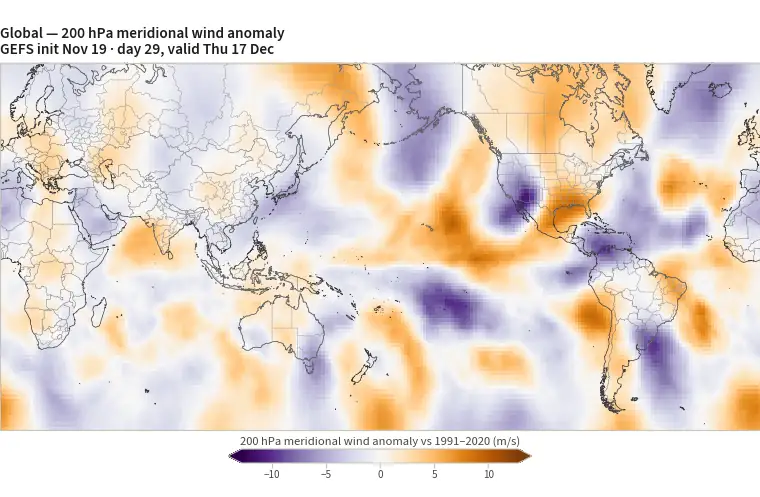 Global — 200 hPa meridional wind anomaly
GEFS init Nov 19 · day 29, valid Thu 17 Dec
200 hPa meridional wind anomaly vs 1991–2020 (m/s)
−10 −5 0 5 10